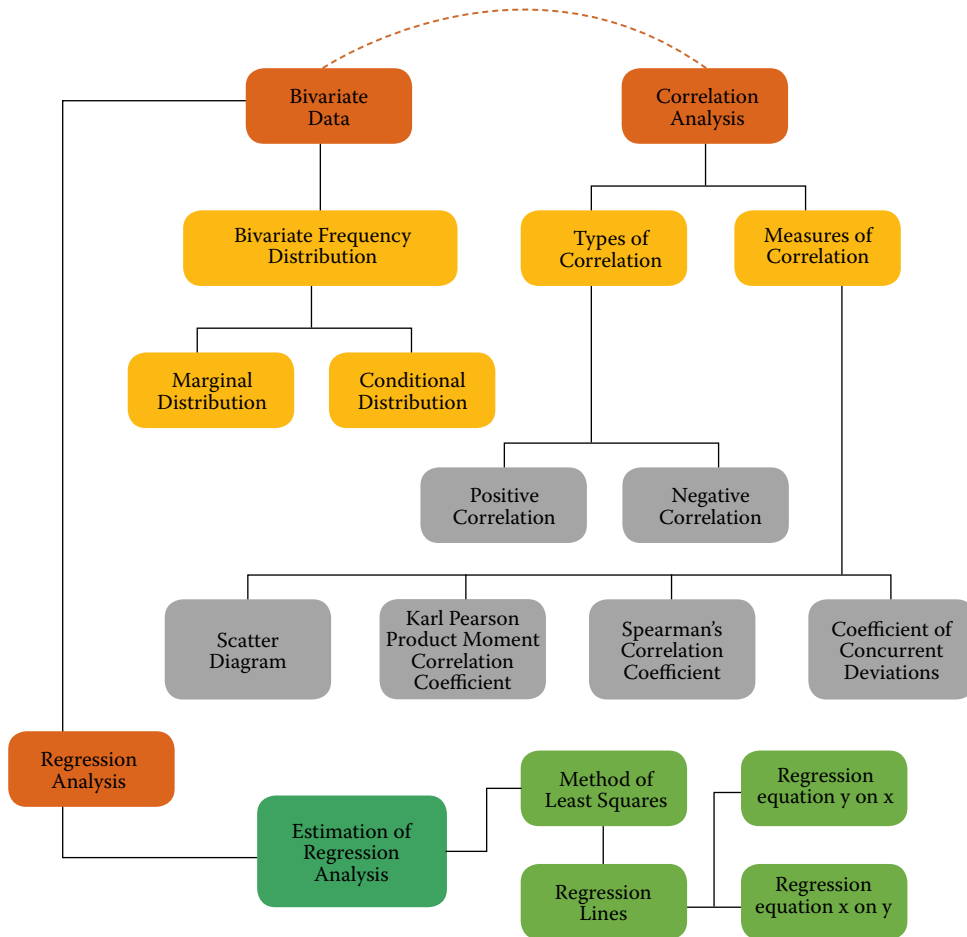 Bivariate
Data
Correlation
Analysis
Bivariate Frequency
Distribution
Types of
Correlation
Measures of
Correlation
Marginal
Distribution
Conditional
Distribution
Positive
Correlation
Negative
Correlation
Scatter
Diagram
Karl Pearson
Product Moment
Correlation
Coefficient
Spearman's
Correlation
Coefficient
Coefficient of
Concurrent
Deviations
Regression
Analysis
Estimation of
Regression
Analysis
Method of
Least Squares
Regression
equation y on x
Regression
Lines
Regression
equation x on y